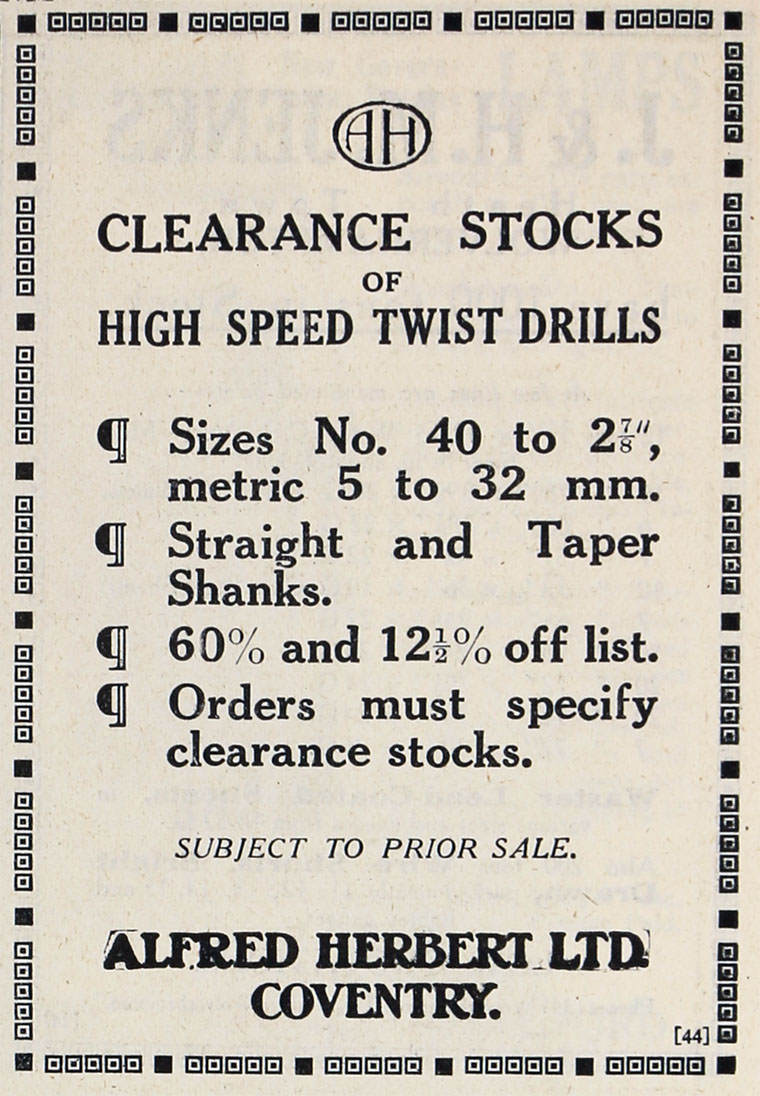 AH
CLEARANCE STOCKS
OF
HIGH SPEED TWIST DRILLS
¶ Sizes No. 40 to 2⅞″,
metric 5 to 32 mm.
¶ Straight and Taper
Shanks.
¶ 60% and 12½% off list.
¶ Orders must specify
clearance stocks.
SUBJECT TO PRIOR SALE.
ALFRED HERBERT LTD.
COVENTRY.
[44]